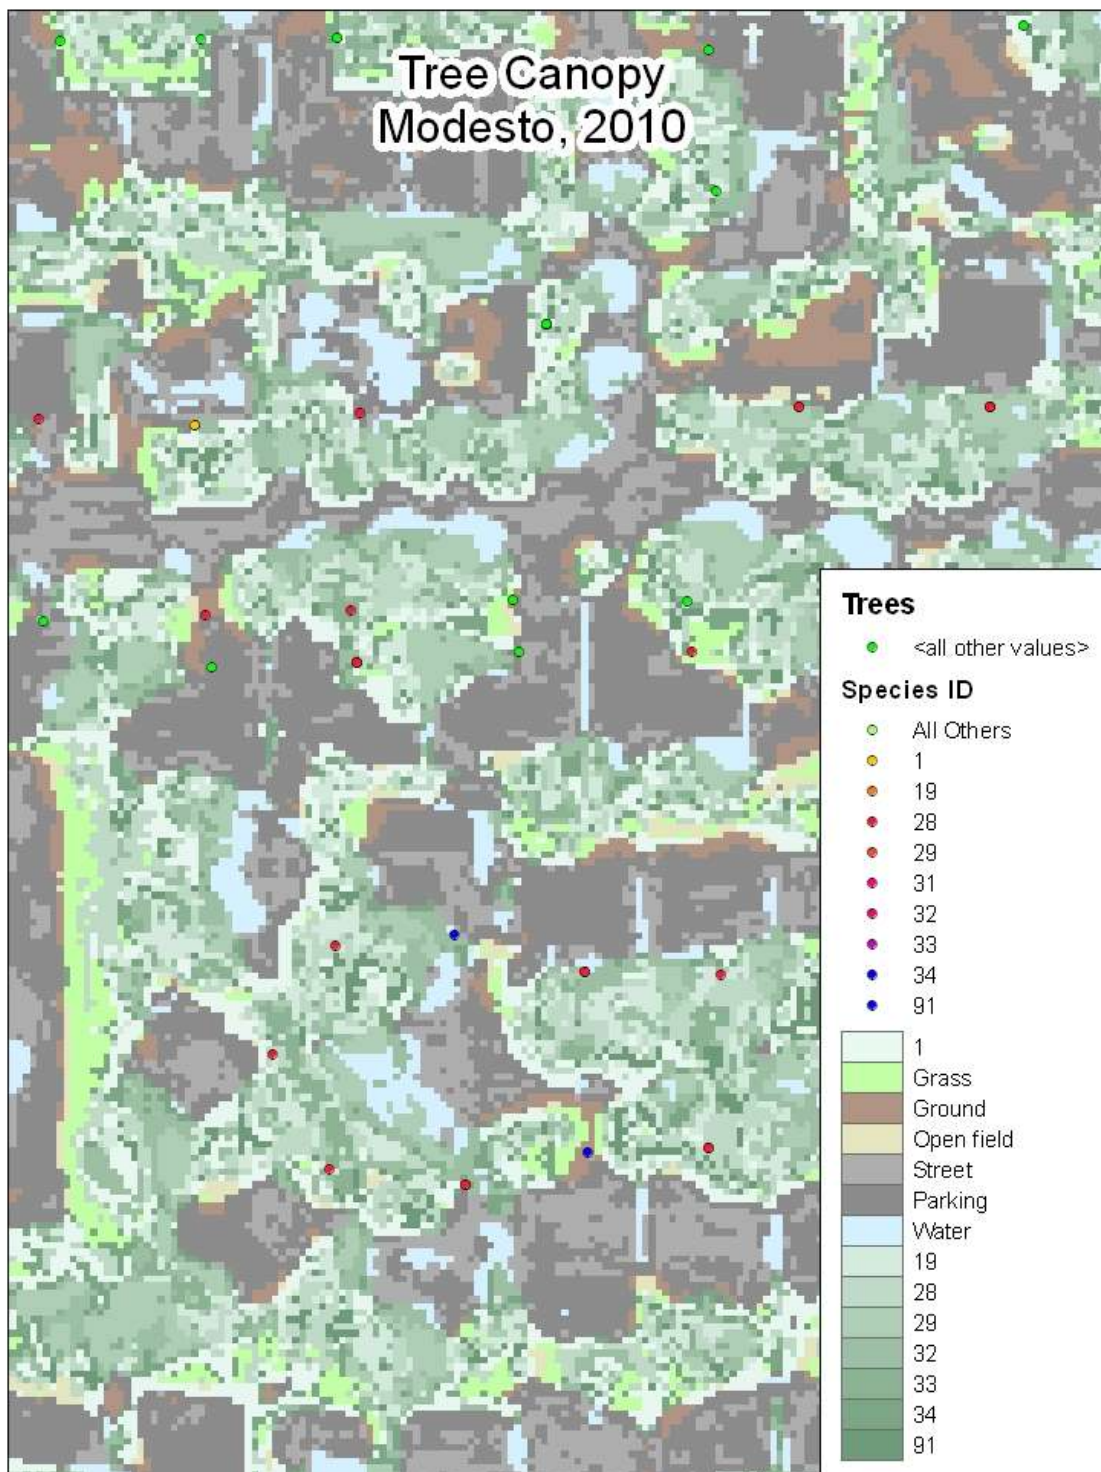 Tree Canopy
Modesto, 2010
Trees
<all other values>
Species ID
All Others
1
19
28
29
31
32
33
34
91
1
Grass
Ground
Open field
Street
Parking
Water
19
28
29
32
33
34
91